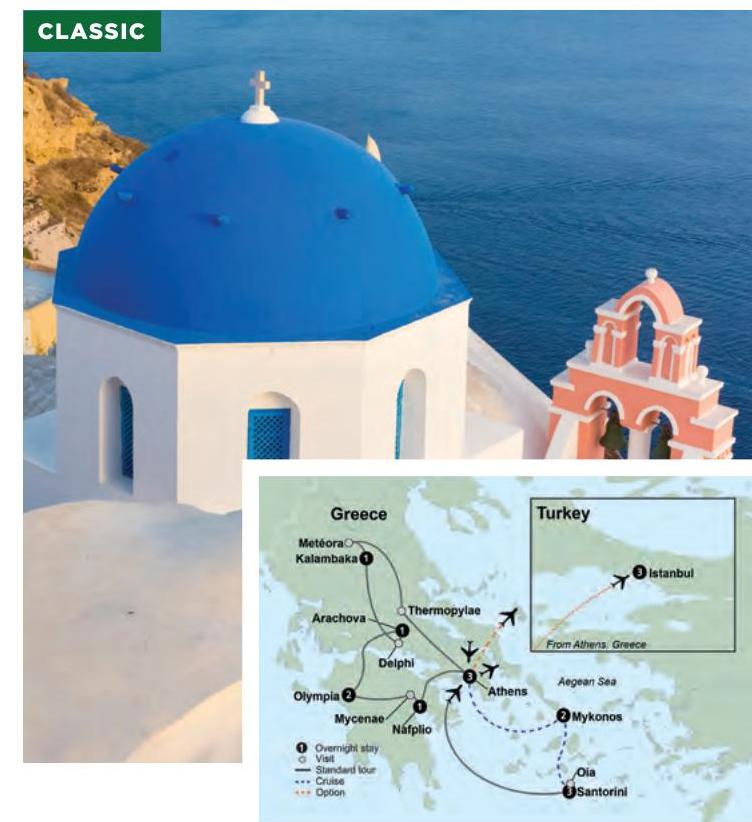 CLASSIC
Greece
Turkey
Metéora
Kalambaka 1
3 Istanbul
Arachova
Thermopylae
1
Delphi
From Athens, Greece
3
Athens
Aegean Sea
Olympia 2
Mycenae
1
Náfplio
2 Mykonos
1 Overnight stay
Visit
Standard tour
Cruise
Option
Oia
3 Santorini